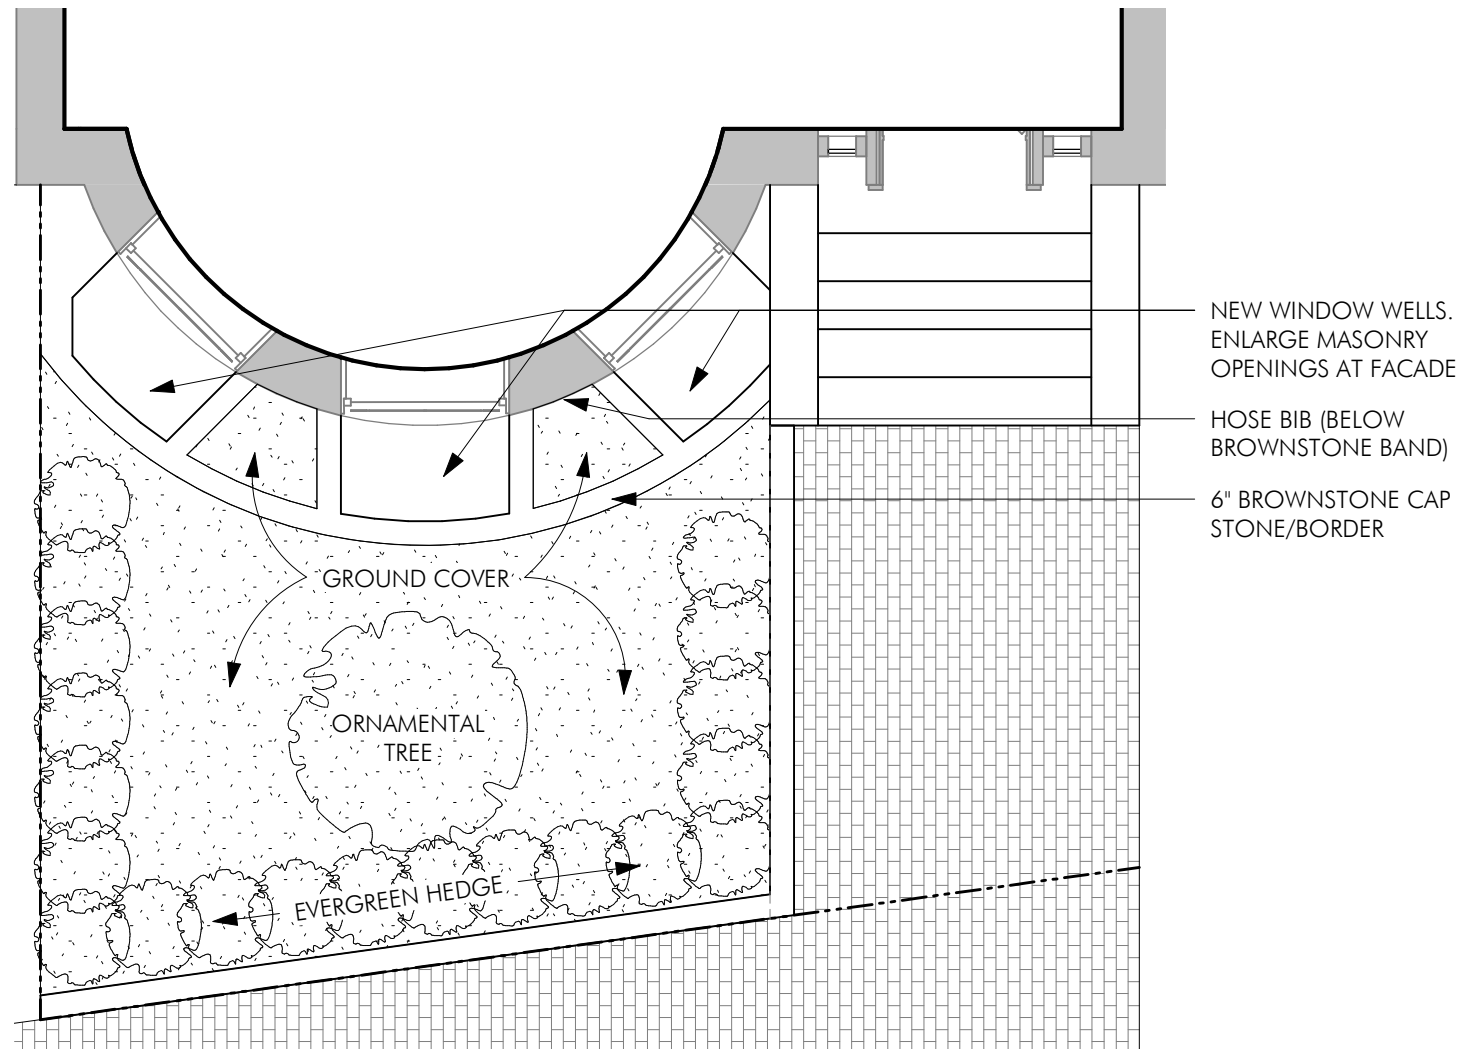 NEW WINDOW WELLS.
ENLARGE MASONRY
OPENINGS AT FACADE
HOSE BIB (BELOW
BROWNSTONE BAND)
6" BROWNSTONE CAP
STONE/BORDER
GROUND COVER
ORNAMENTAL
TREE
EVERGREEN HEDGE